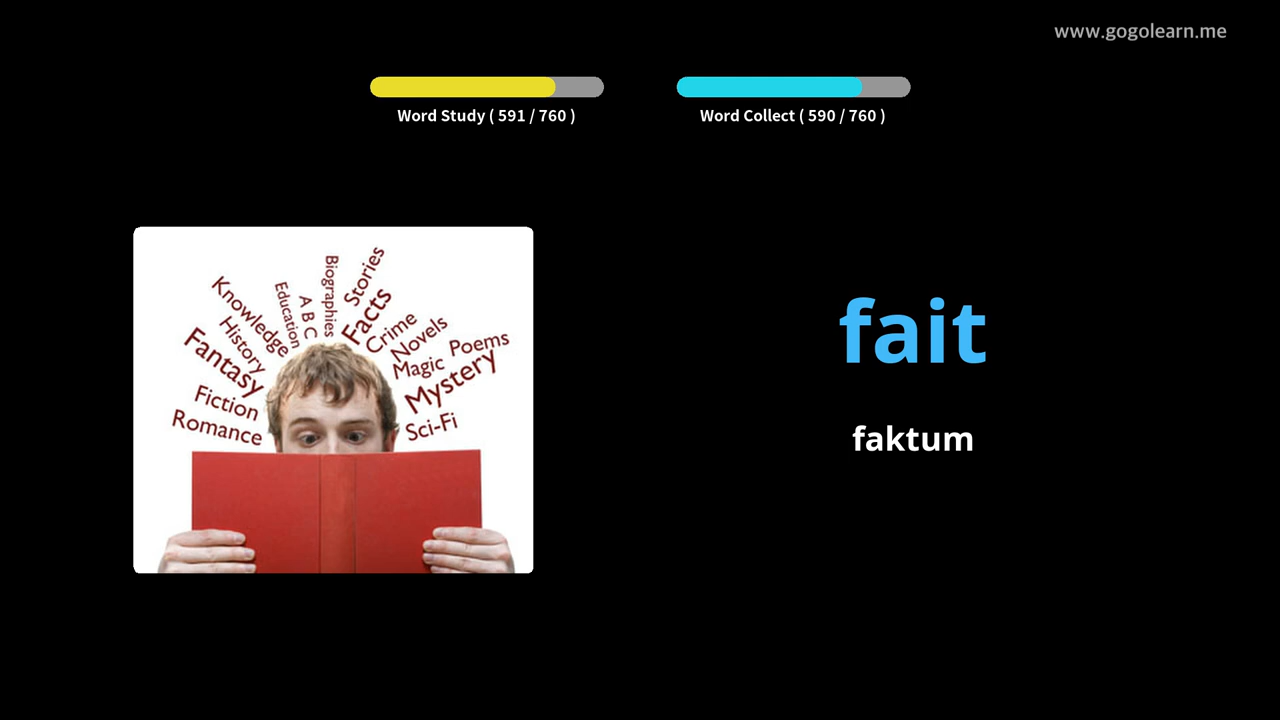 www.gogolearn.me
Word Study ( 591 / 760 )
Word Collect ( 590 / 760 )
Knowledge
History
Fantasy
Fiction
Romance
Education
A B C
Biographies
Stories
Facts
Crime
Novels
Magic
Poems
Mystery
Sci-Fi
fait
faktum